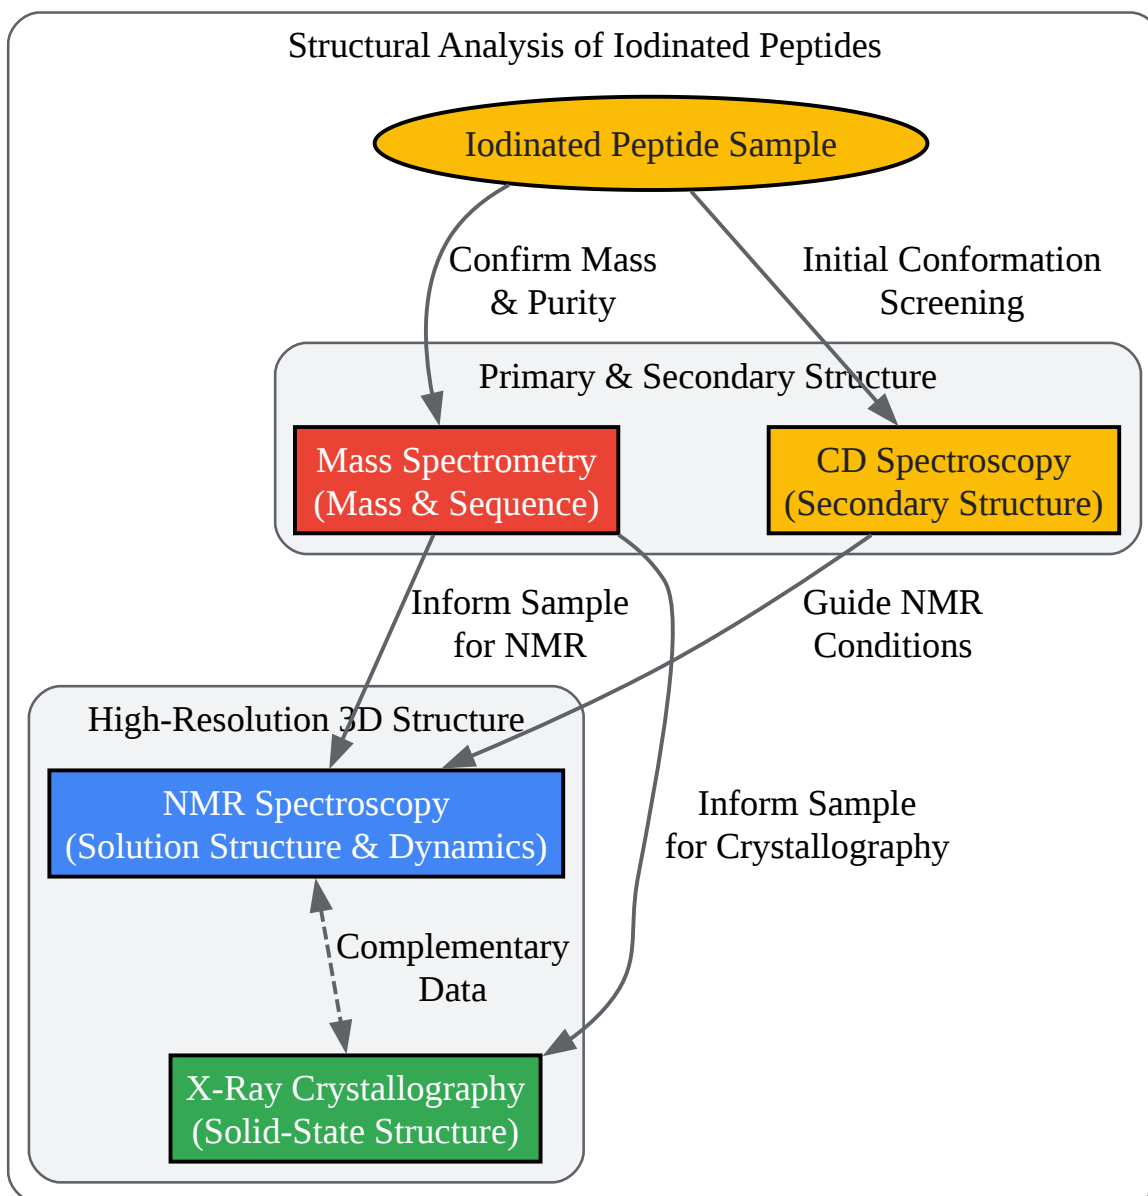 Structural Analysis of Iodinated Peptides
Iodinated Peptide Sample
Confirm Mass
& Purity
Initial Conformation
Screening
Primary & Secondary Structure
Mass Spectrometry
(Mass & Sequence)
CD Spectroscopy
(Secondary Structure)
Inform Sample
for NMR
Guide NMR
Conditions
High-Resolution 3D Structure
NMR Spectroscopy
(Solution Structure & Dynamics)
Inform Sample
for Crystallography
Complementary
Data
X-Ray Crystallography
(Solid-State Structure)